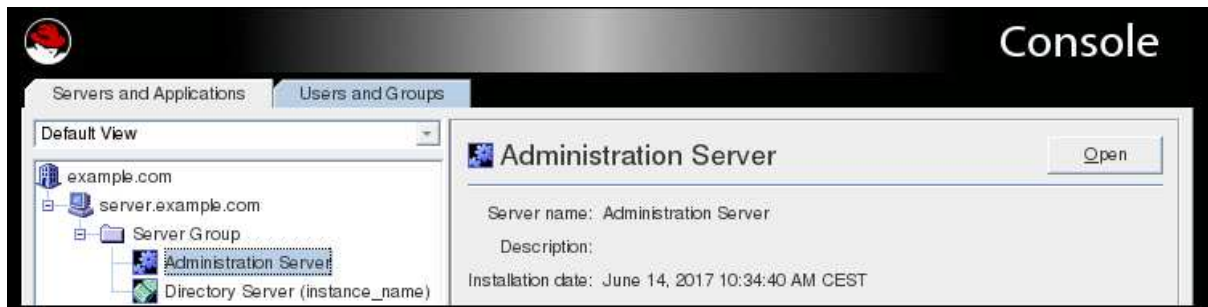 Console
Servers and Applications
Users and Groups
Default View
example.com
server.example.com
Server Group
Administration Server
Directory Server (instance_name)
Administration Server
Open
Server name: Administration Server
Description:
Installation date: June 14, 2017 10:34:40 AM CEST